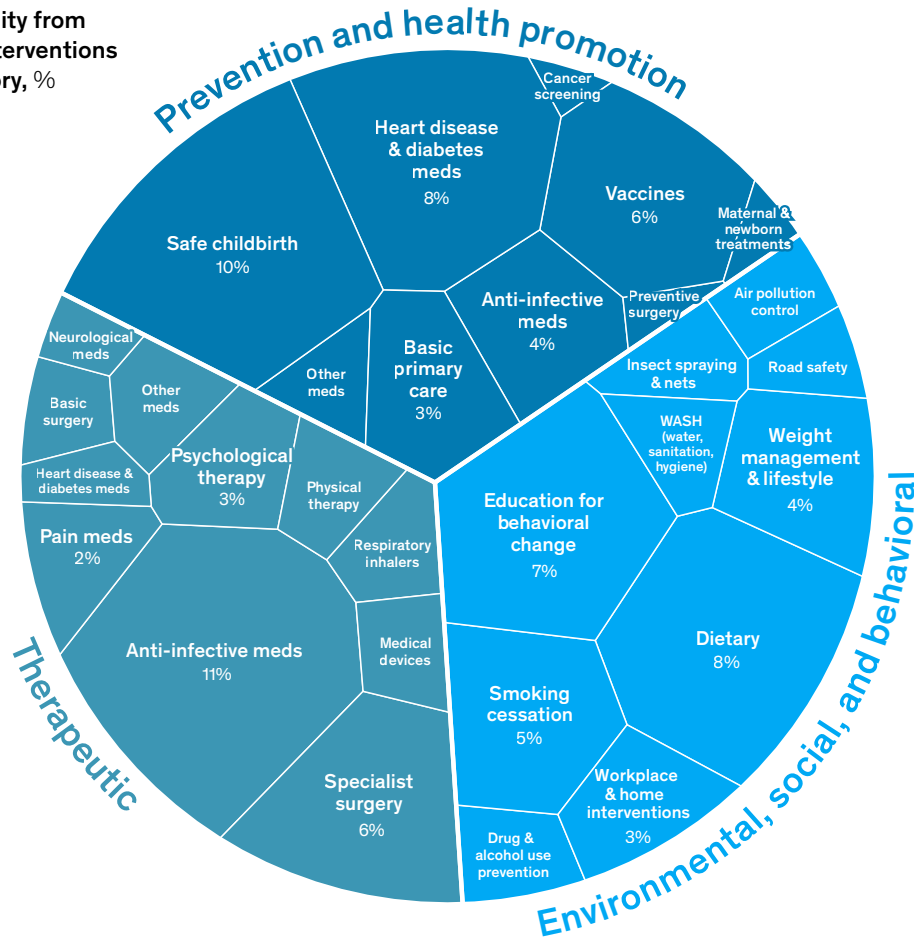 ity from
terventions
ry, %
Prevention and health promotion
Cancer
screening
Heart disease
& diabetes
meds
8%
Vaccines
6%
Maternal &
newborn
treatments
Safe childbirth
10%
Anti-infective
meds
4%
Preventive
surgery
Basic
primary
care
3%
Other
meds
Air pollution
control
Road safety
Insect spraying
& nets
WASH
(water,
sanitation,
hygiene)
Weight
management
& lifestyle
4%
Education for
behavioral
change
7%
Dietary
8%
Smoking
cessation
5%
Workplace
& home
interventions
3%
Drug &
alcohol use
prevention
Environmental, social, and behavioral
Neurological
meds
Other
meds
Basic
surgery
Psychological
therapy
3%
Heart disease &
diabetes meds
Physical
therapy
Pain meds
2%
Respiratory
inhalers
Anti-infective meds
11%
Medical
devices
Specialist
surgery
6%
Therapeutic